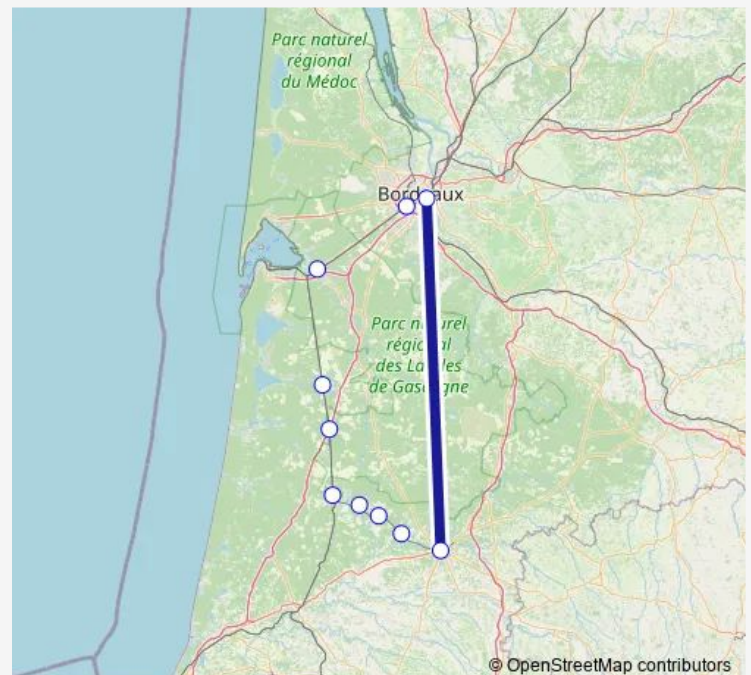 Parc naturel
régional
du Médoc
Bordeaux
Parc naturel
régional
des Landes
de Gascogne
© OpenStreetMap contributors